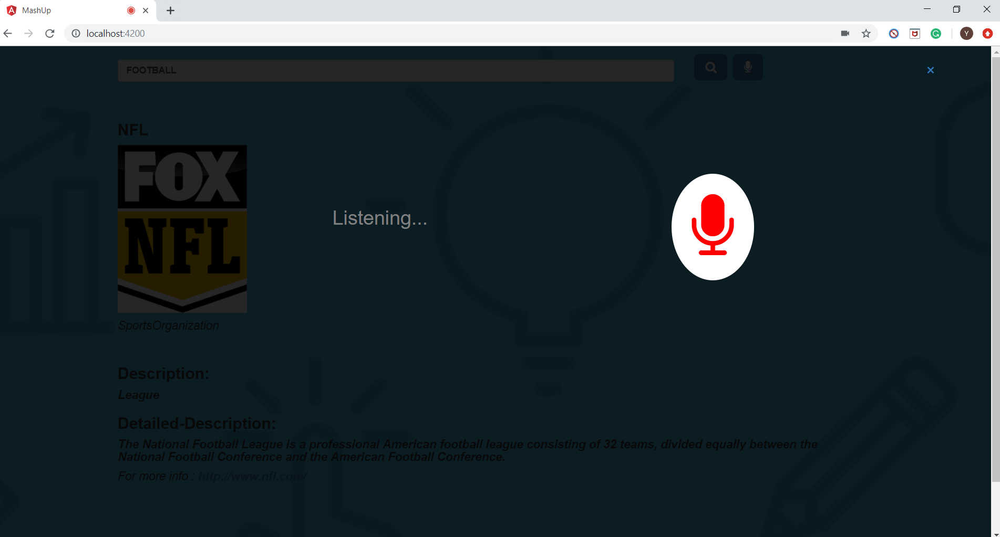 MashUp
localhost:4200
Y
FOOTBALL
NFL
FOX
NFL
Listening...
SportsOrganization
Description:
League
Detailed-Description:
The National Football League is a professional American football league consisting of 32 teams, divided equally between the
National Football Conference and the American Football Conference.
For more info : http://www.nfl.com/